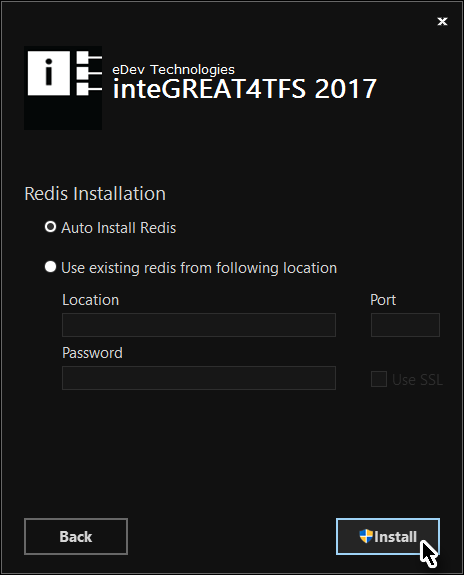 i
eDev Technologies
inteGREAT4TFS 2017
Redis Installation
Auto Install Redis
Use existing redis from following location
Location Port
Password
Use SSL
Back Install